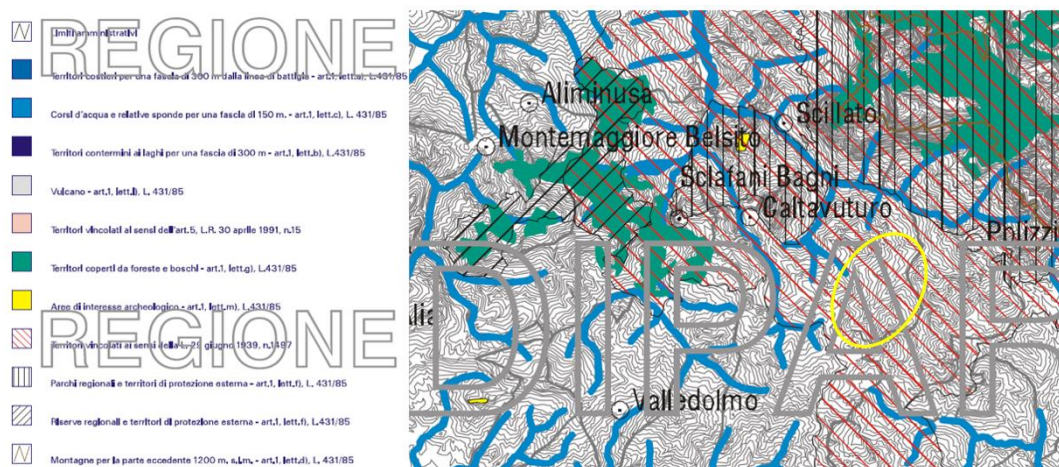 REGIONE
Limiti amministrativi
Territori costieri per una fascia di 300 m dalla linea di battigia - art.1, lett.a), L.431/85
Corsi d'acqua e relative sponde per una fascia di 150 m. - art.1, lett.c), L. 431/85
Territori contermini ai laghi per una fascia di 300 m - art.1, lett.b), L.431/85
Vulcano - art.1, lett.l), L. 431/85
Territori vincolati ai sensi dell'art.5, L.R. 30 aprile 1991, n.15
Territori coperti da foreste e boschi - art.1, lett.g), L.431/85
Aree di interesse archeologico - art.1, lett.m), L.431/85
REGIONE
Territori vincolati ai sensi della L. 29 giugno 1939, n.1497
Parchi regionali e territori di protezione esterna - art.1, lett.f), L. 431/85
Riserve regionali e territori di protezione esterna - art.1, lett.f), L. 431/85
Montagne per la parte eccedente 1200 m. s.l.m. - art.1, lett.d), L. 431/85
Aliminusa
Scillato
Montemaggiore Belsito
Sclafani Bagni
Caltavuturo
DIPAR
Valledolmo